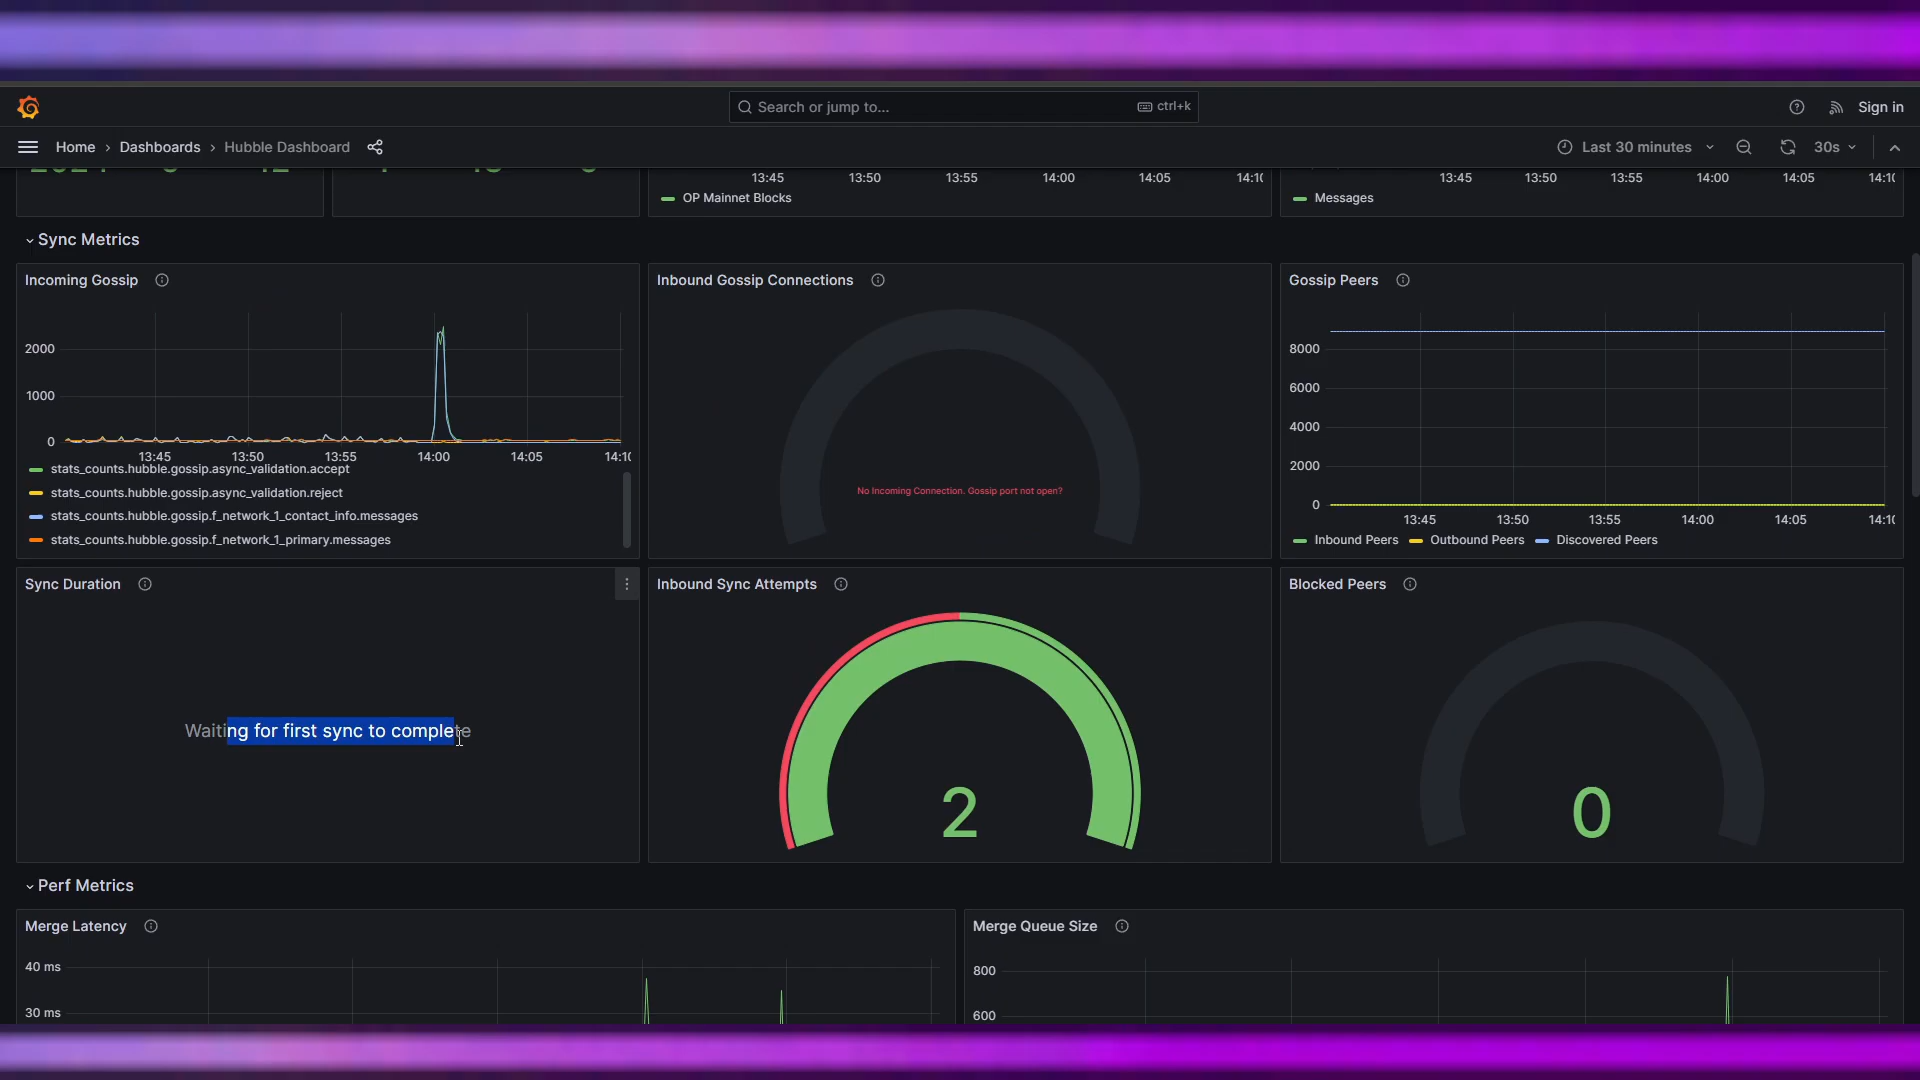 Search or jump to...
ctrl+k
Sign in
Home › Dashboards › Hubble Dashboard
Last 30 minutes
30s
13:45 13:50 13:55 14:00 14:05
OP Mainnet Blocks
13:45 13:50 13:55 14:00 14:05
Messages
Sync Metrics
Incoming Gossip
2000
1000
0
13:45 13:50 13:55 14:00 14:05
stats_counts.hubble.gossip.async_validation.accept
stats_counts.hubble.gossip.async_validation.reject
stats_counts.hubble.gossip.f_network_1_contact_info.messages
stats_counts.hubble.gossip.f_network_1_primary.messages
Inbound Gossip Connections
No Incoming Connection. Gossip port not open?
Gossip Peers
8000
6000
4000
2000
0
13:45 13:50 13:55 14:00 14:05
Inbound Peers Outbound Peers Discovered Peers
Sync Duration
Waiting for first sync to complete
Inbound Sync Attempts
2
Blocked Peers
0
Perf Metrics
Merge Latency
40 ms
30 ms
Merge Queue Size
800
600